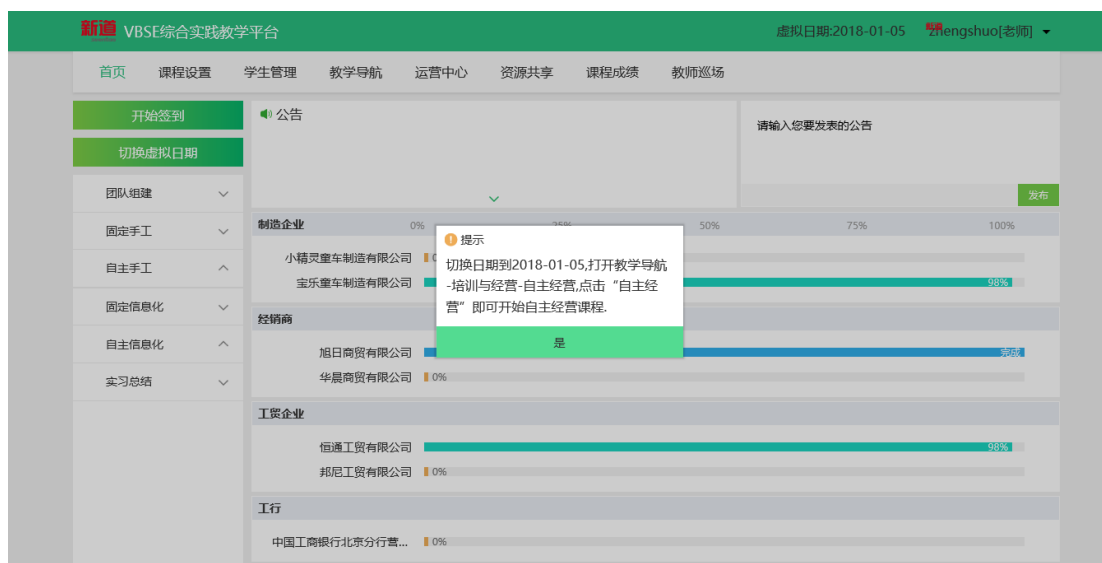 新道 VBSE综合实践教学平台
虚拟日期:2018-01-05 zhengshuo[老师]
首页 课程设置 学生管理 教学导航 运营中心 资源共享 课程成绩 教师巡场
开始签到
切换虚拟日期
团队组建
固定手工
自主手工
固定信息化
自主信息化
实习总结
公告
请输入您要发表的公告
发布
制造企业 0% 25% 50% 75% 100%
小精灵童车制造有限公司
宝乐童车制造有限公司 98%
提示
切换日期到2018-01-05,打开教学导航
-培训与经营-自主经营,点击“自主经
营”即可开始自主经营课程.
是
经销商
旭日商贸有限公司 完成
华晨商贸有限公司 0%
工贸企业
恒通工贸有限公司 98%
邦尼工贸有限公司 0%
工行
中国工商银行北京分行营... 0%